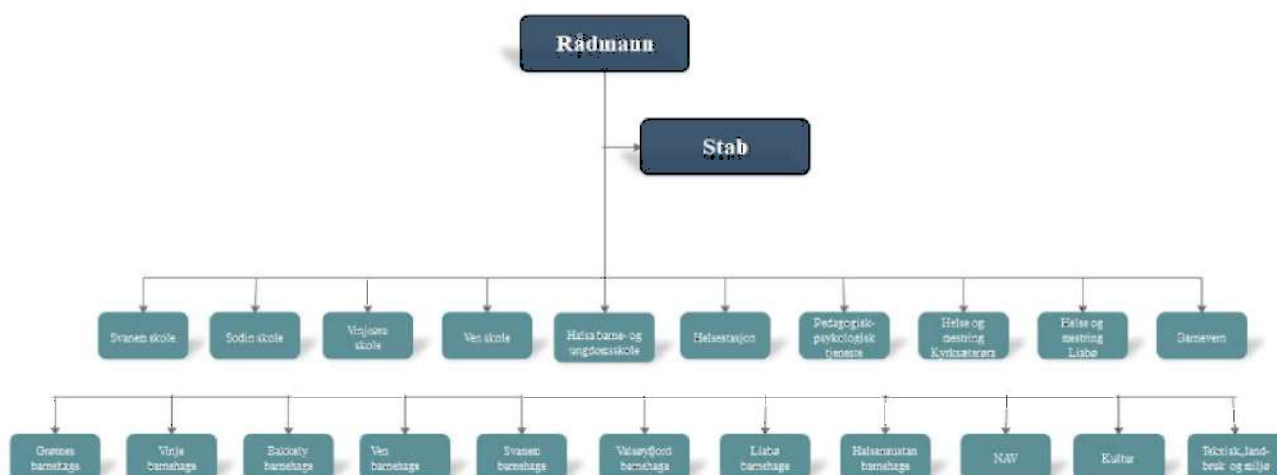 Rådmann
Stab
Svanem skole
Sodin skole
Vinjeøra
skole
Ven skole
Halsa barne- og
ungdomsskole
Helsestasjon
Pedagogisk-
psykologisk
tjeneste
Helse og
mestring
Kyrksæterøra
Helse og
mestring
Liabø
Barnevern
Grøtnes
barnehage
Vinje
barnehage
Bakkely
barnehage
Ven
barnehage
Svanem
barnehage
Valsøyfjord
barnehage
Liabø
barnehage
Halsanaustan
barnehage
NAV
Kultur
Teknisk,land-
bruk og miljø